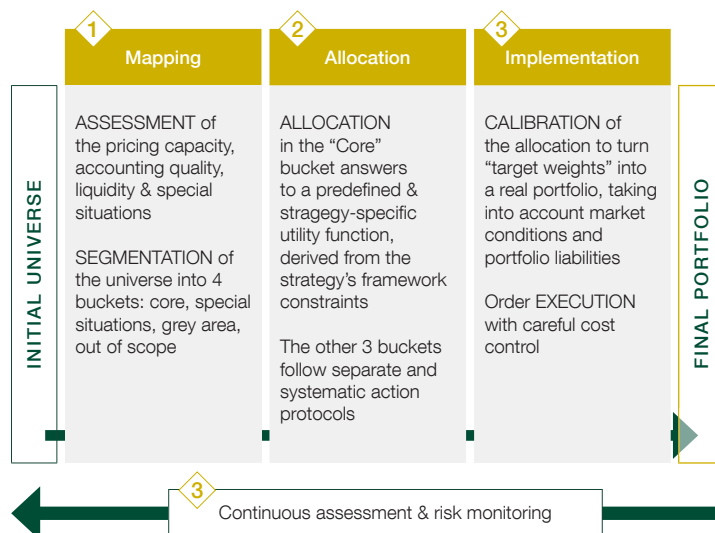 1
Mapping
2
Allocation
3
Implementation
INITIAL UNIVERSE
ASSESSMENT of
the pricing capacity,
accounting quality,
liquidity & special
situations
SEGMENTATION of
the universe into 4
buckets: core, special
situations, grey area,
out of scope
ALLOCATION
in the “Core”
bucket answers
to a predefined &
stragegy-specific
utility function,
derived from the
strategy’s framework
constraints
The other 3 buckets
follow separate and
systematic action
protocols
CALIBRATION of
the allocation to turn
“target weights” into
a real portfolio, taking
into account market
conditions and
portfolio liabilities
Order EXECUTION
with careful cost
control
FINAL PORTFOLIO
3
Continuous assessment & risk monitoring